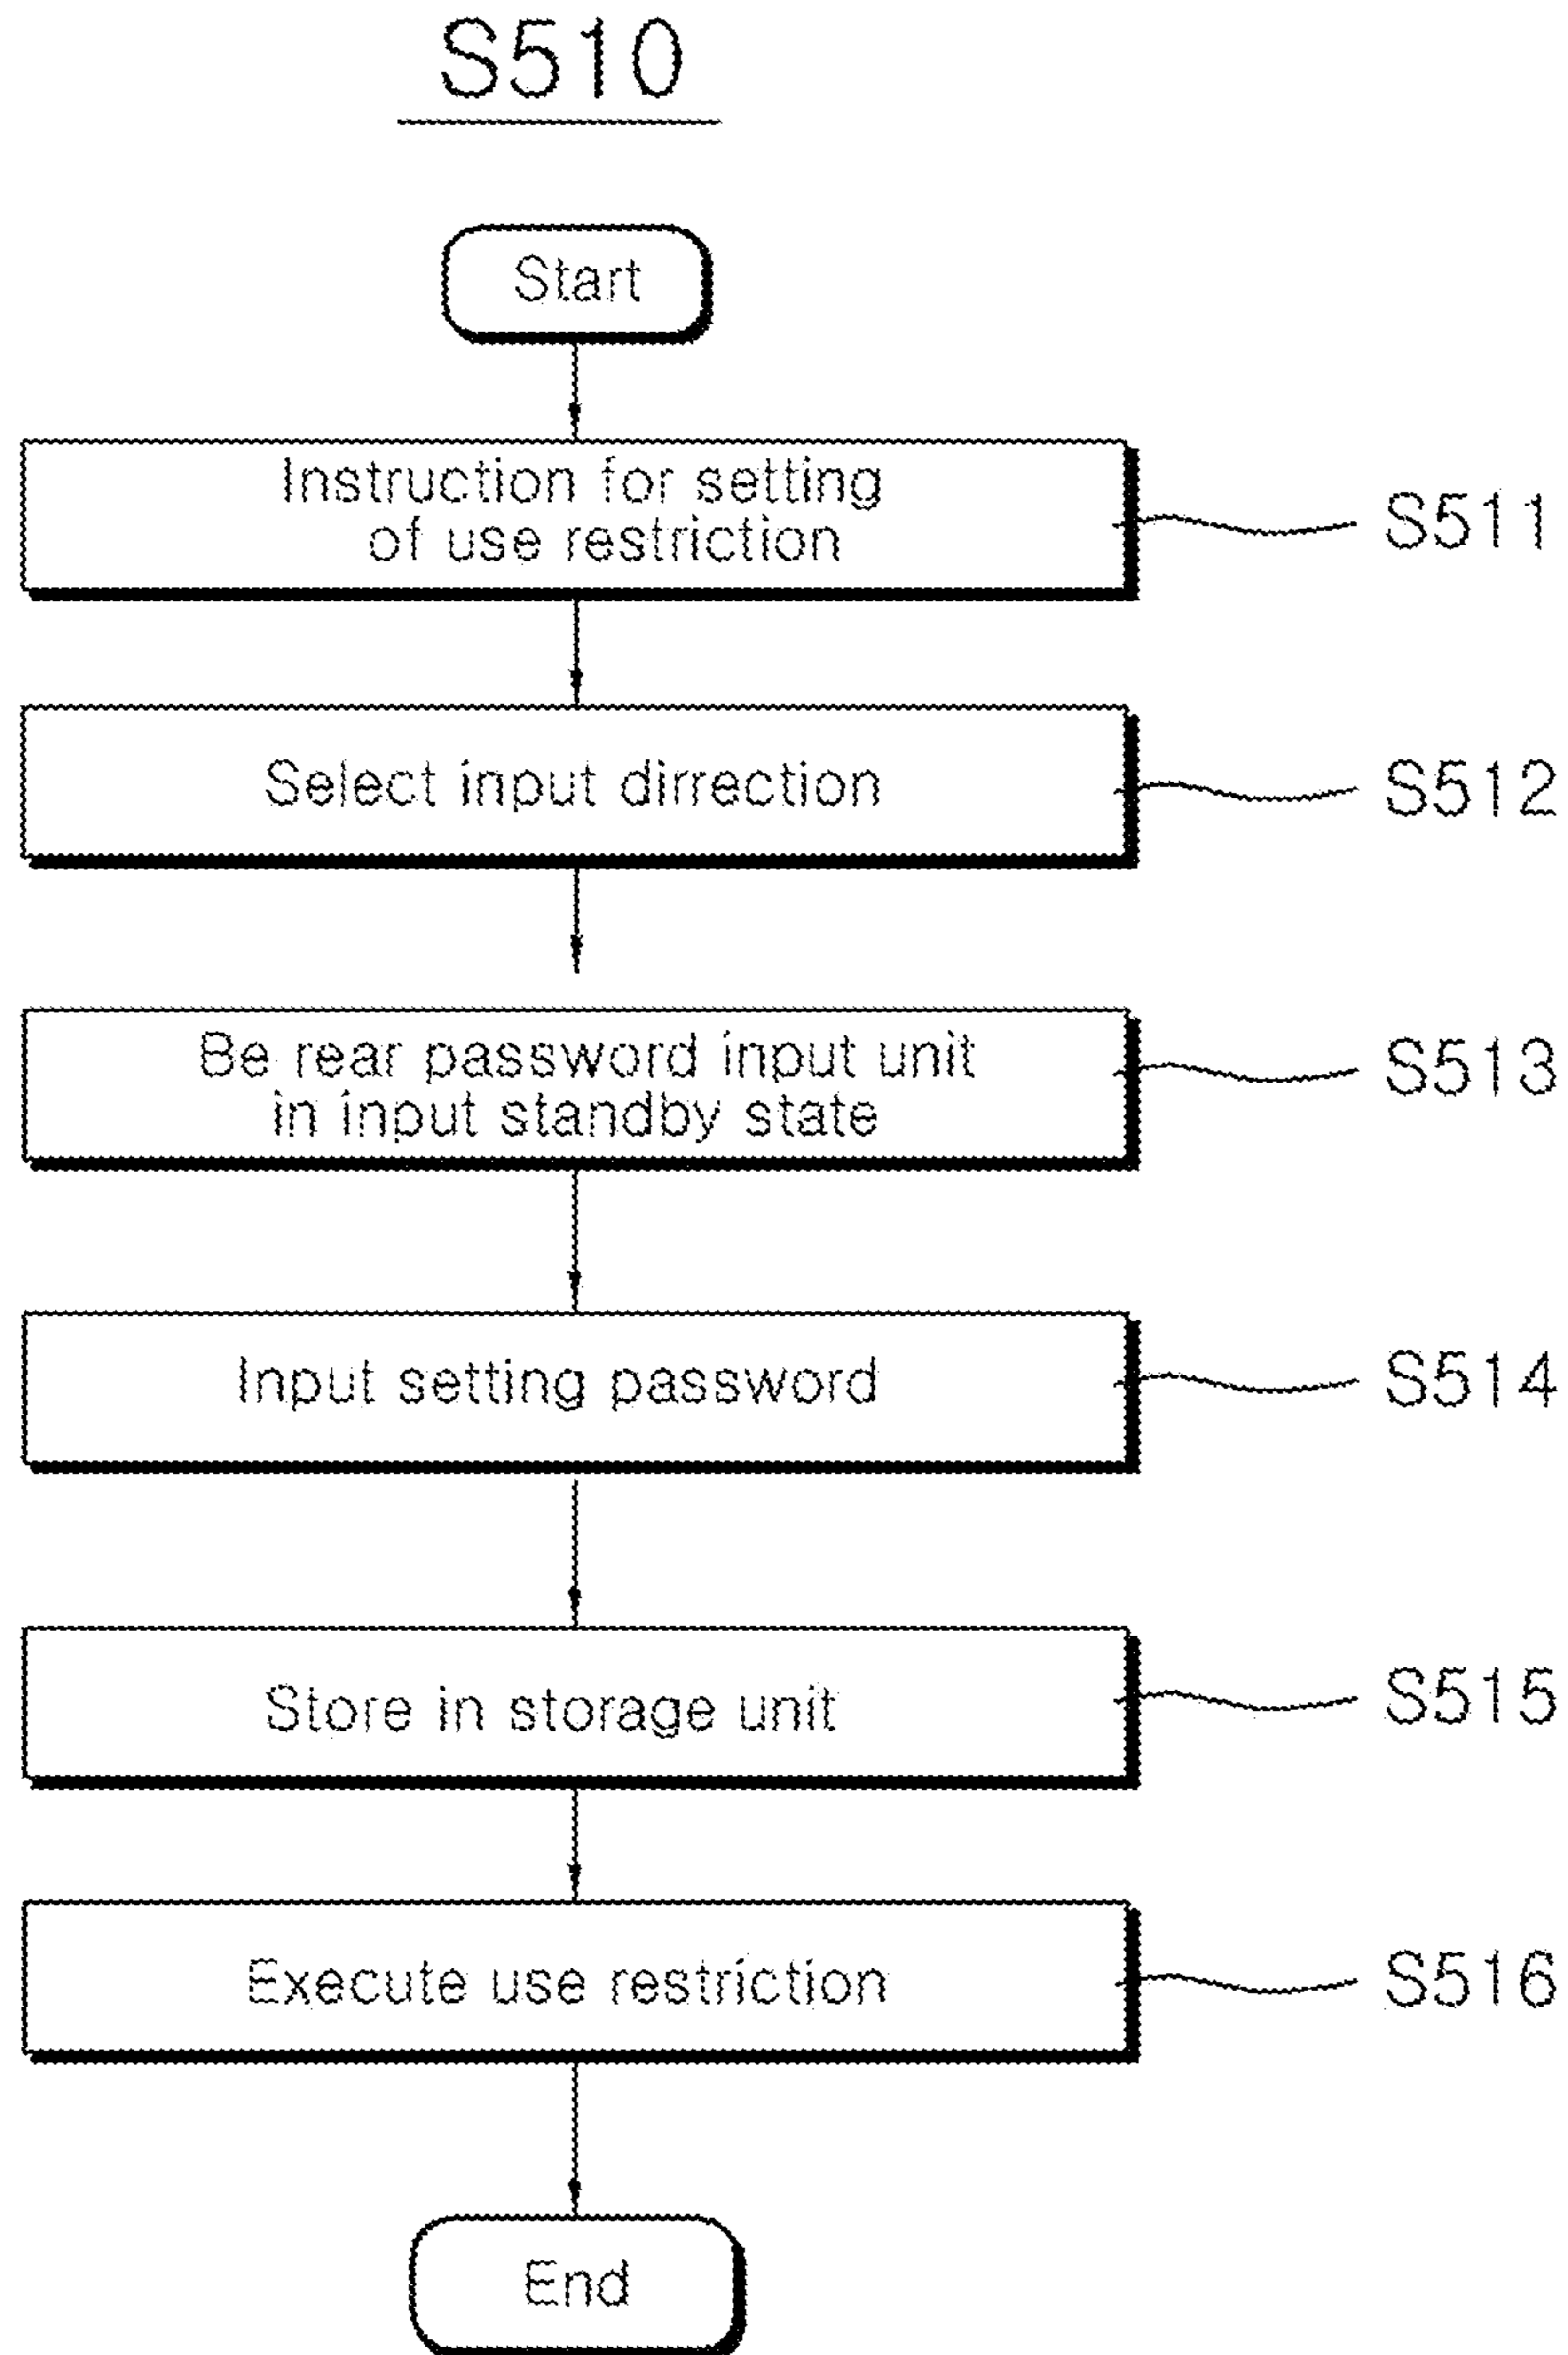 S510
Start
Instruction for setting
of use restriction
S511
Select input dirrection
S512
Be rear password input unit
in input standby state
S513
Input setting password
S514
Store in storage unit
S515
Execute use restriction
S516
End